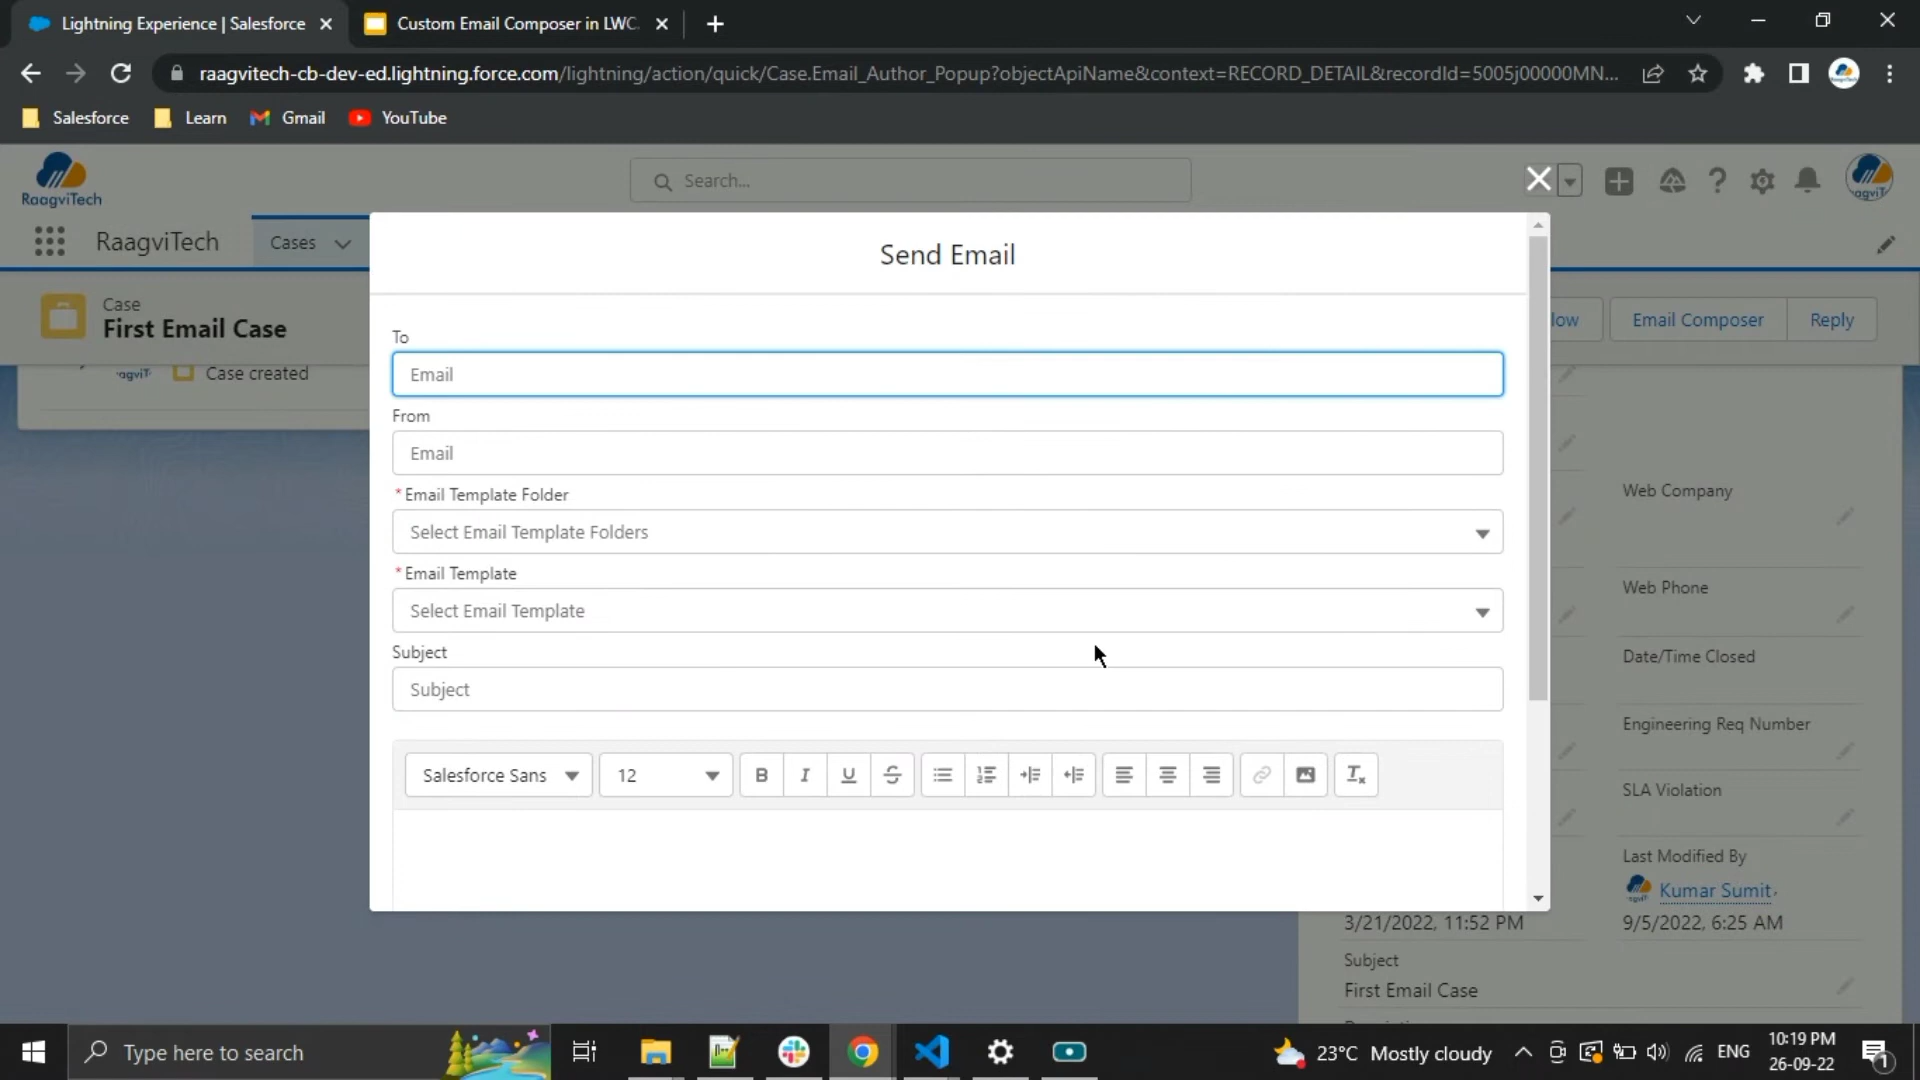 Lightning Experience | Salesforce
Custom Email Composer in LWC
raagvitech-cb-dev-ed.lightning.force.com/lightning/action/quick/Case.Email_Author_Popup?objectApiName&context=RECORD_DETAIL&recordId=5005j00000MN...
Salesforce Learn Gmail YouTube
RaagviTech
Search...
RaagviTech Cases
Case
First Email Case
low Email Composer Reply
Case created
Send Email
To
Email
From
Email
*Email Template Folder
Select Email Template Folders
*Email Template
Select Email Template
Subject
Subject
Salesforce Sans 12
Web Company
Web Phone
Date/Time Closed
Engineering Req Number
SLA Violation
Last Modified By
Kumar Sumit,
3/21/2022, 11:52 PM 9/5/2022, 6:25 AM
Subject
First Email Case
Type here to search
23°C Mostly cloudy
ENG
10:19 PM
26-09-22
1